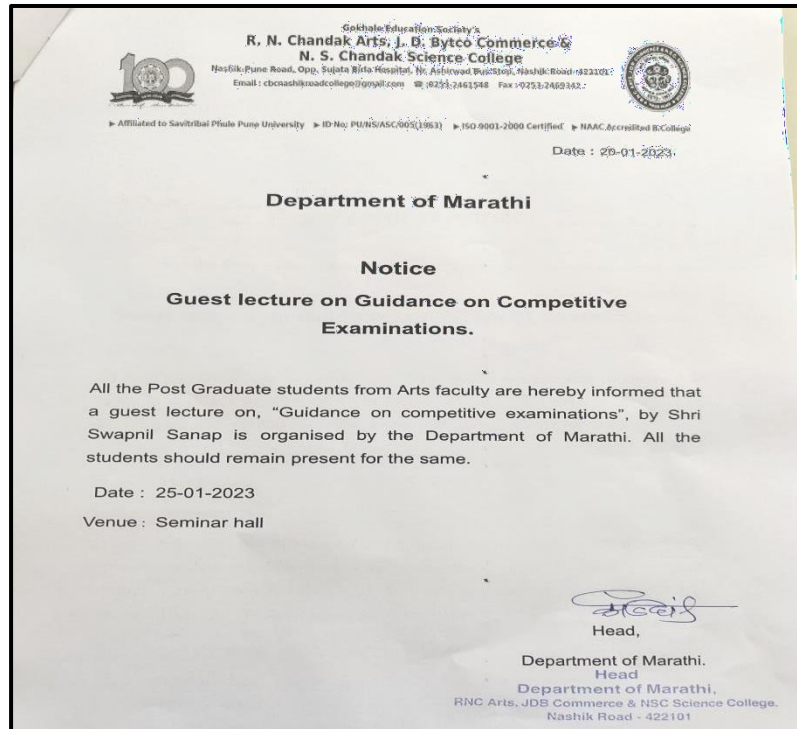 Gokhale Education Society's
R. N. Chandak Arts, J. D. Bytco Commerce &
N. S. Chandak Science College
Nashik-Pune Road, Opp. Sujata Birla Hospital, Nr. Ashirwad Bus Stop, Nashik Road-422101
Email : cbcnashikroadcollege@gmail.com ☎ :0253-2461548 Fax :0253-2469342
▶ Affiliated to Savitribai Phule Pune University ▶ ID No; PU/NS/ASC/005(1963) ▶ ISO-9001-2000 Certified ▶ NAAC Accredited B College
Date : 20-01-2023
Department of Marathi
Notice
Guest lecture on Guidance on Competitive
Examinations.
All the Post Graduate students from Arts faculty are hereby informed that
a guest lecture on, “Guidance on competitive examinations”, by Shri
Swapnil Sanap is organised by the Department of Marathi. All the
students should remain present for the same.
Date : 25-01-2023
Venue : Seminar hall
Head,
Department of Marathi.
Head
Department of Marathi,
RNC Arts, JDB Commerce & NSC Science College.
Nashik Road - 422101